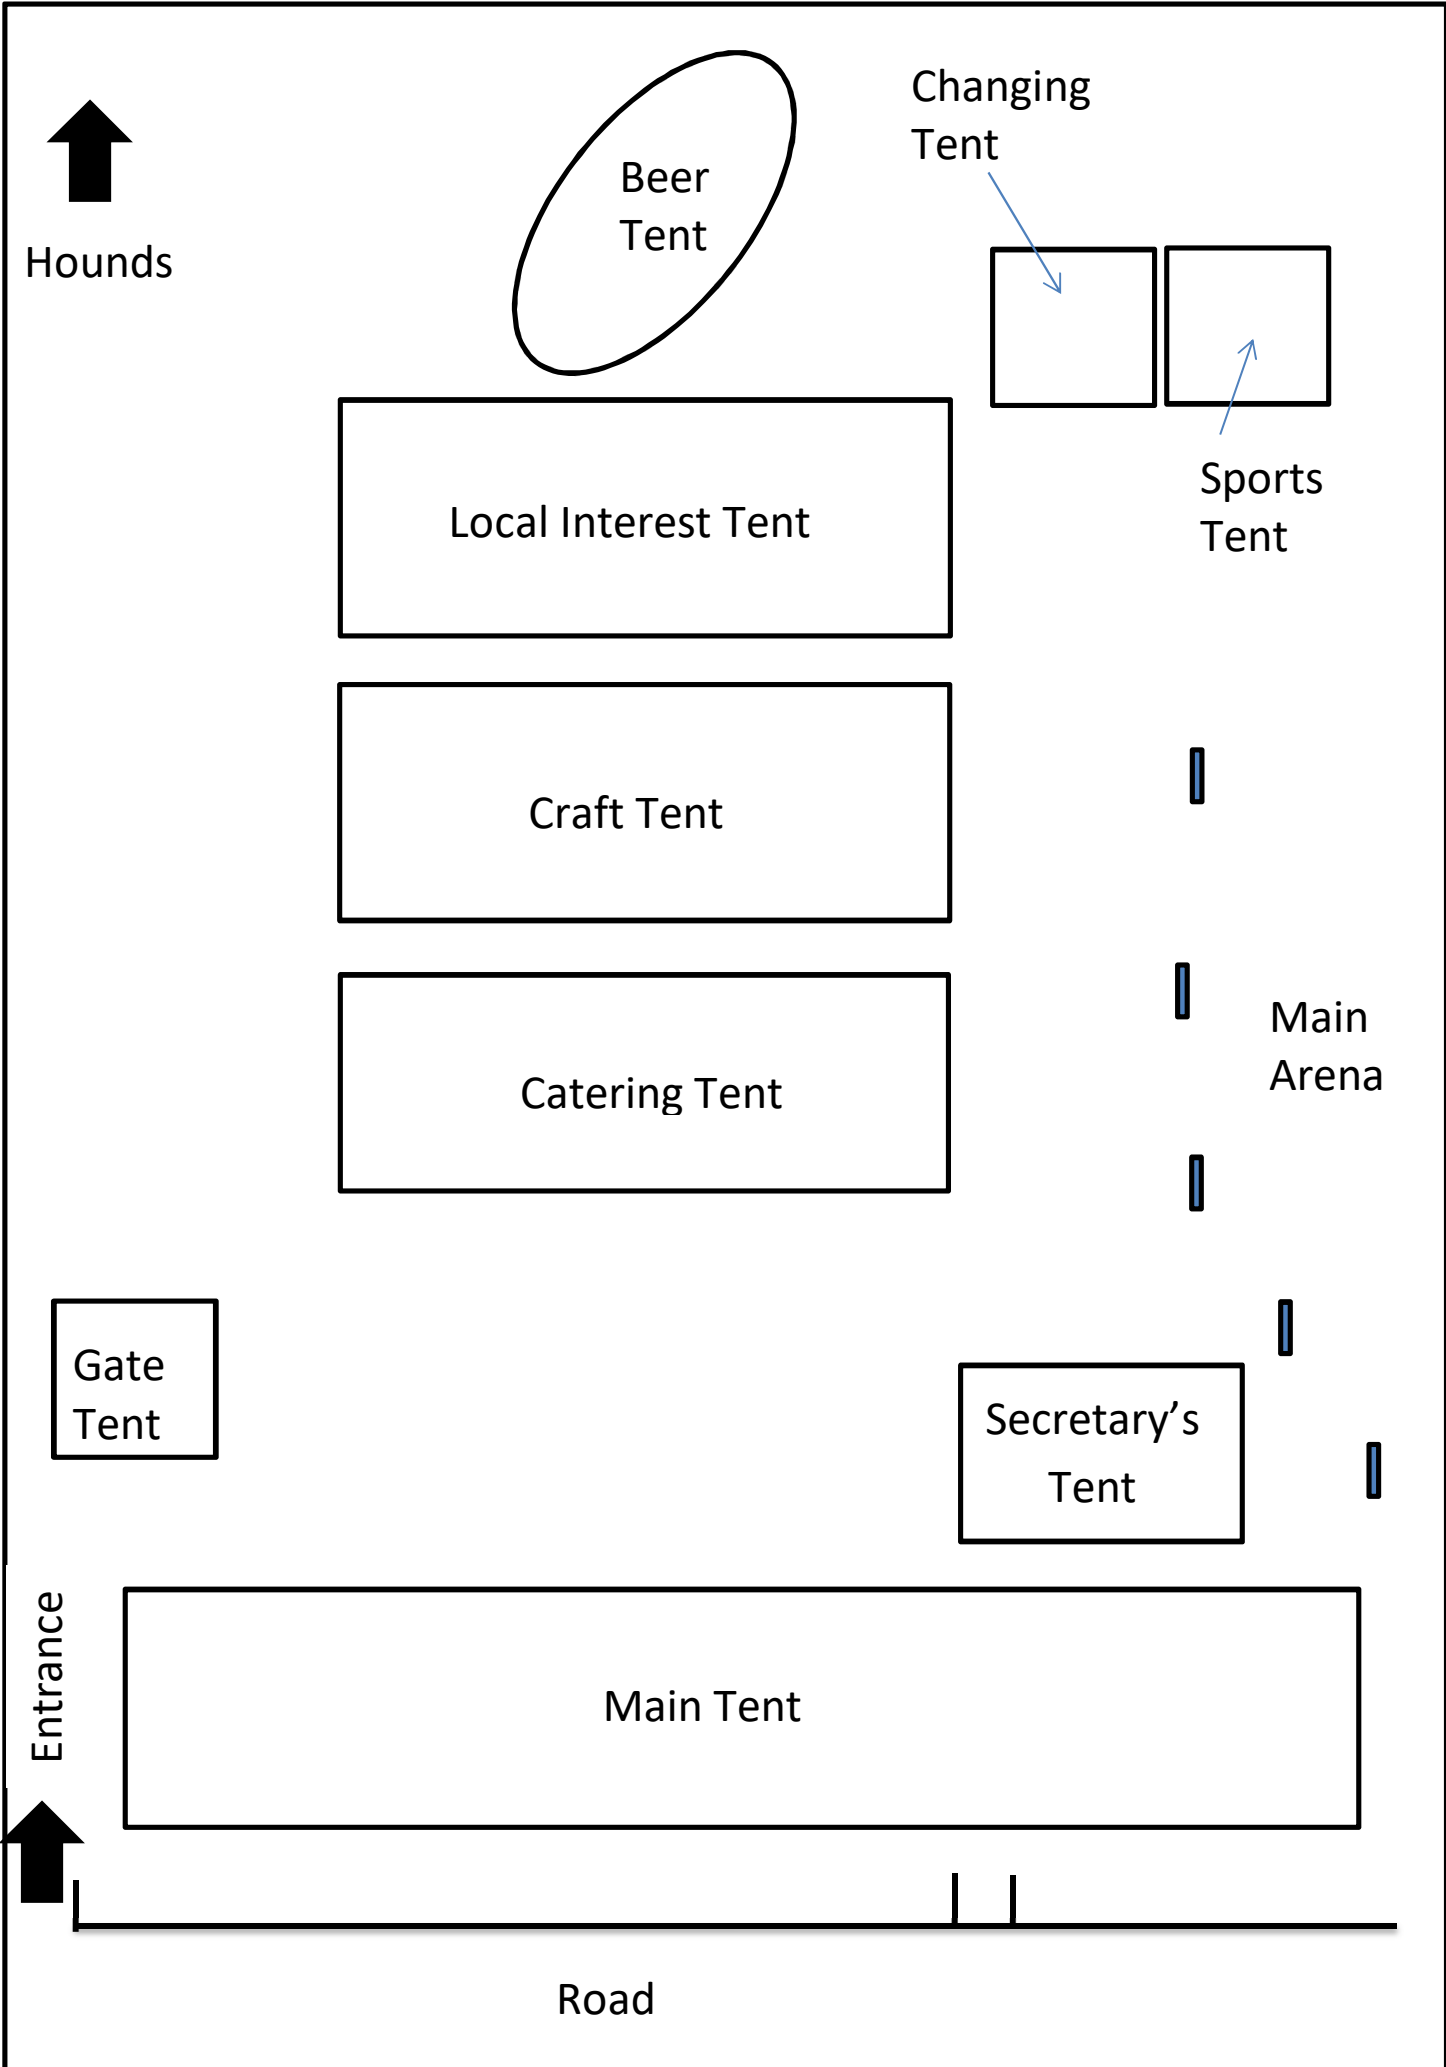 Changing
Tent
Beer
Tent
Hounds
Sports
Tent
Local Interest Tent
Craft Tent
Main
Arena
Catering Tent
Gate
Tent
Secretary’s
Tent
Entrance
Main Tent
Road